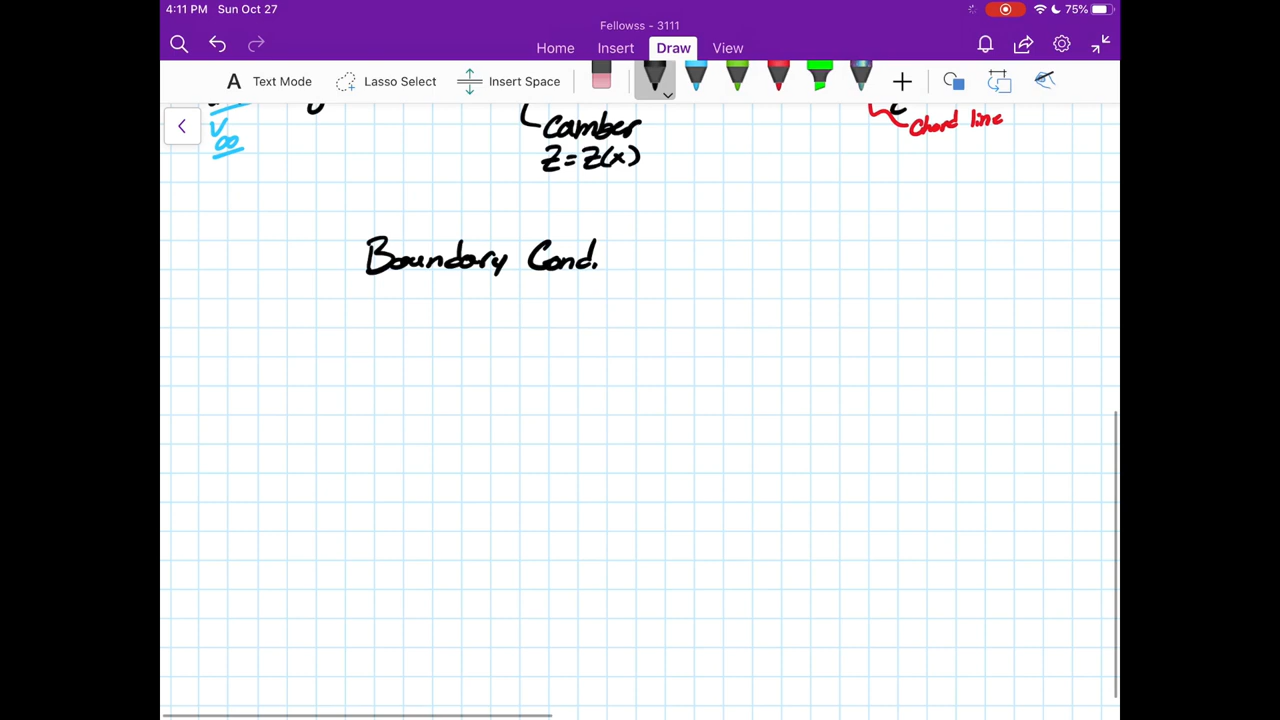 4:11 PM Sun Oct 27
75%
Fellowss - 3111
Home Insert Draw View
A Text Mode Lasso Select Insert Space
V∞
Camber
Z = Z(x)
c
Chord line
Boundary Cond.